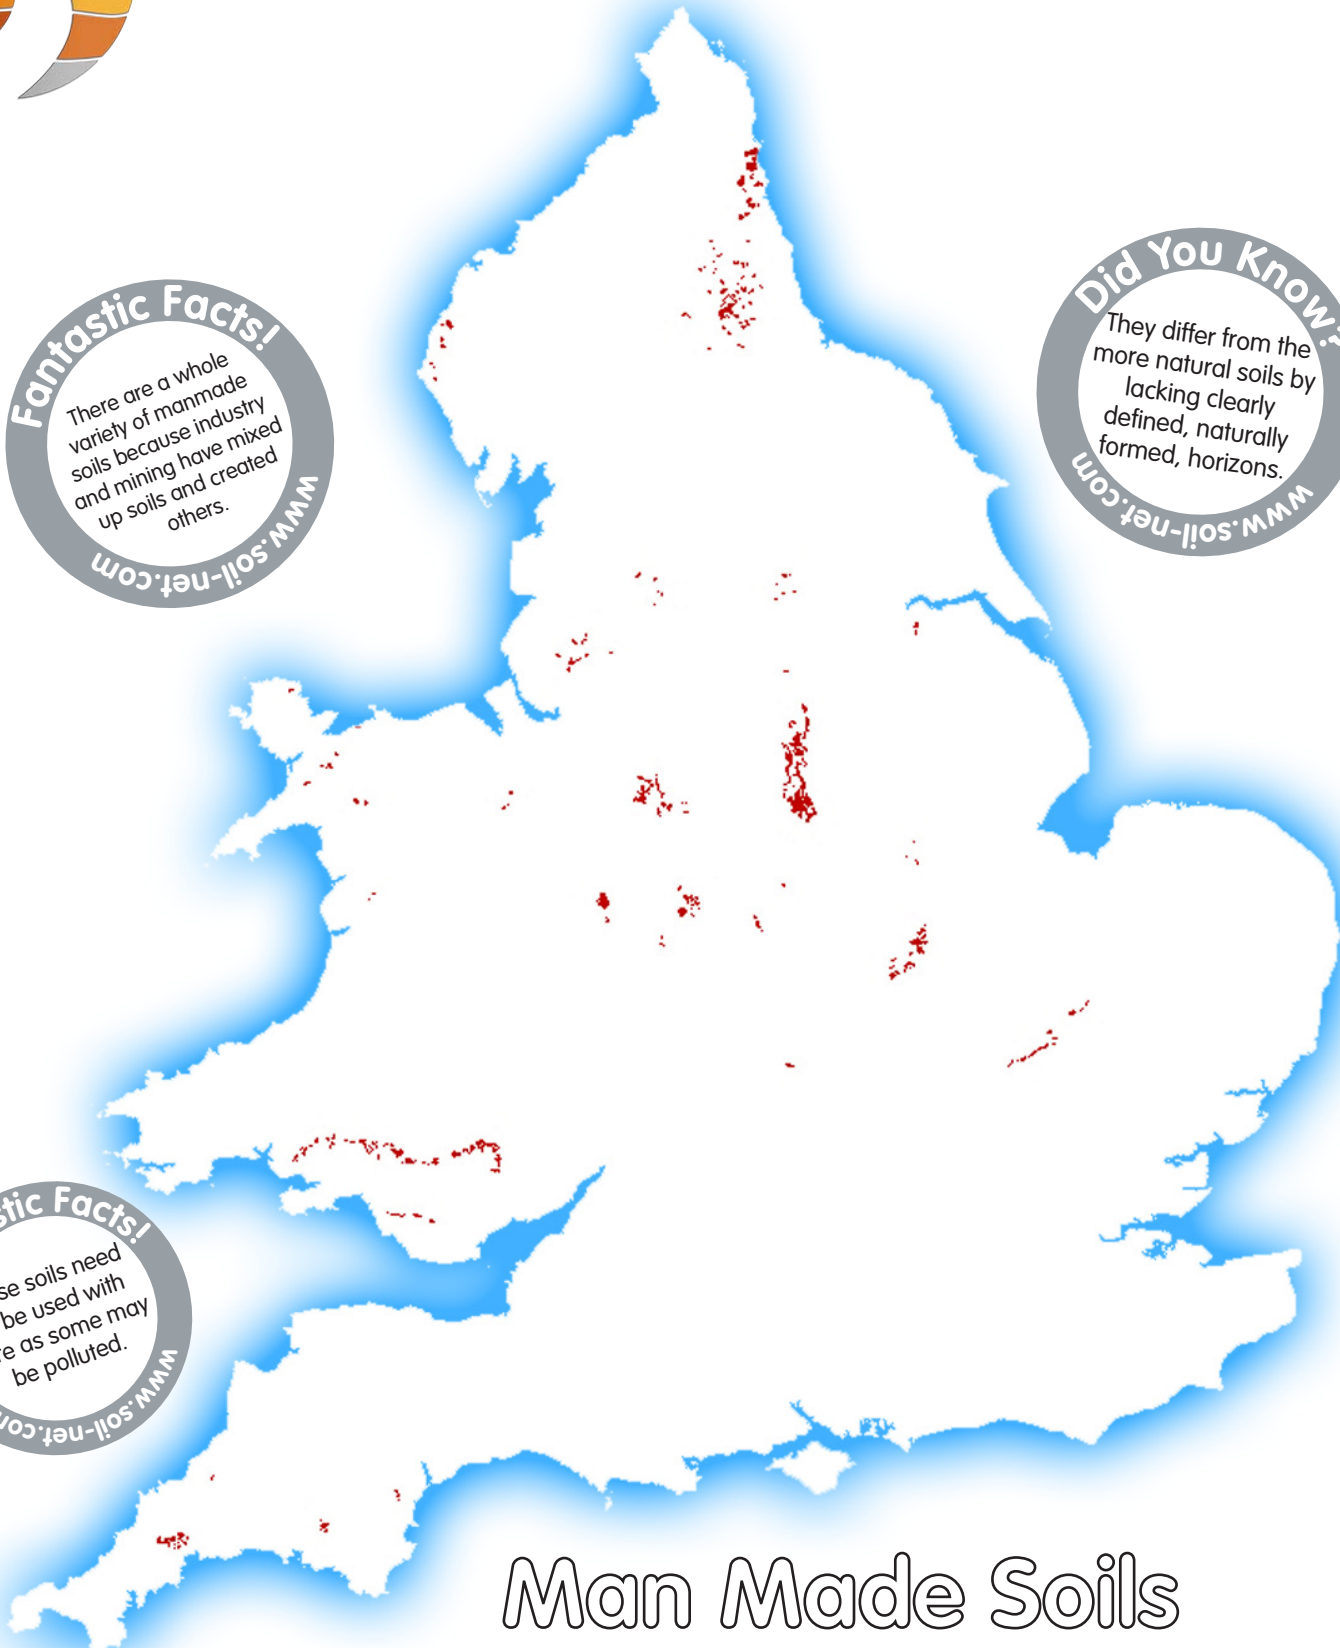 Fantastic Facts!
There are a whole
variety of manmade
soils because industry
and mining have mixed
up soils and created
others.
www.soil-net.com
Did You Know?
They differ from the
more natural soils by
lacking clearly
defined, naturally
formed, horizons.
www.soil-net.com
Facts!
soils need
be used with
as some may
be polluted.
www.soil-net.com
Man Made Soils